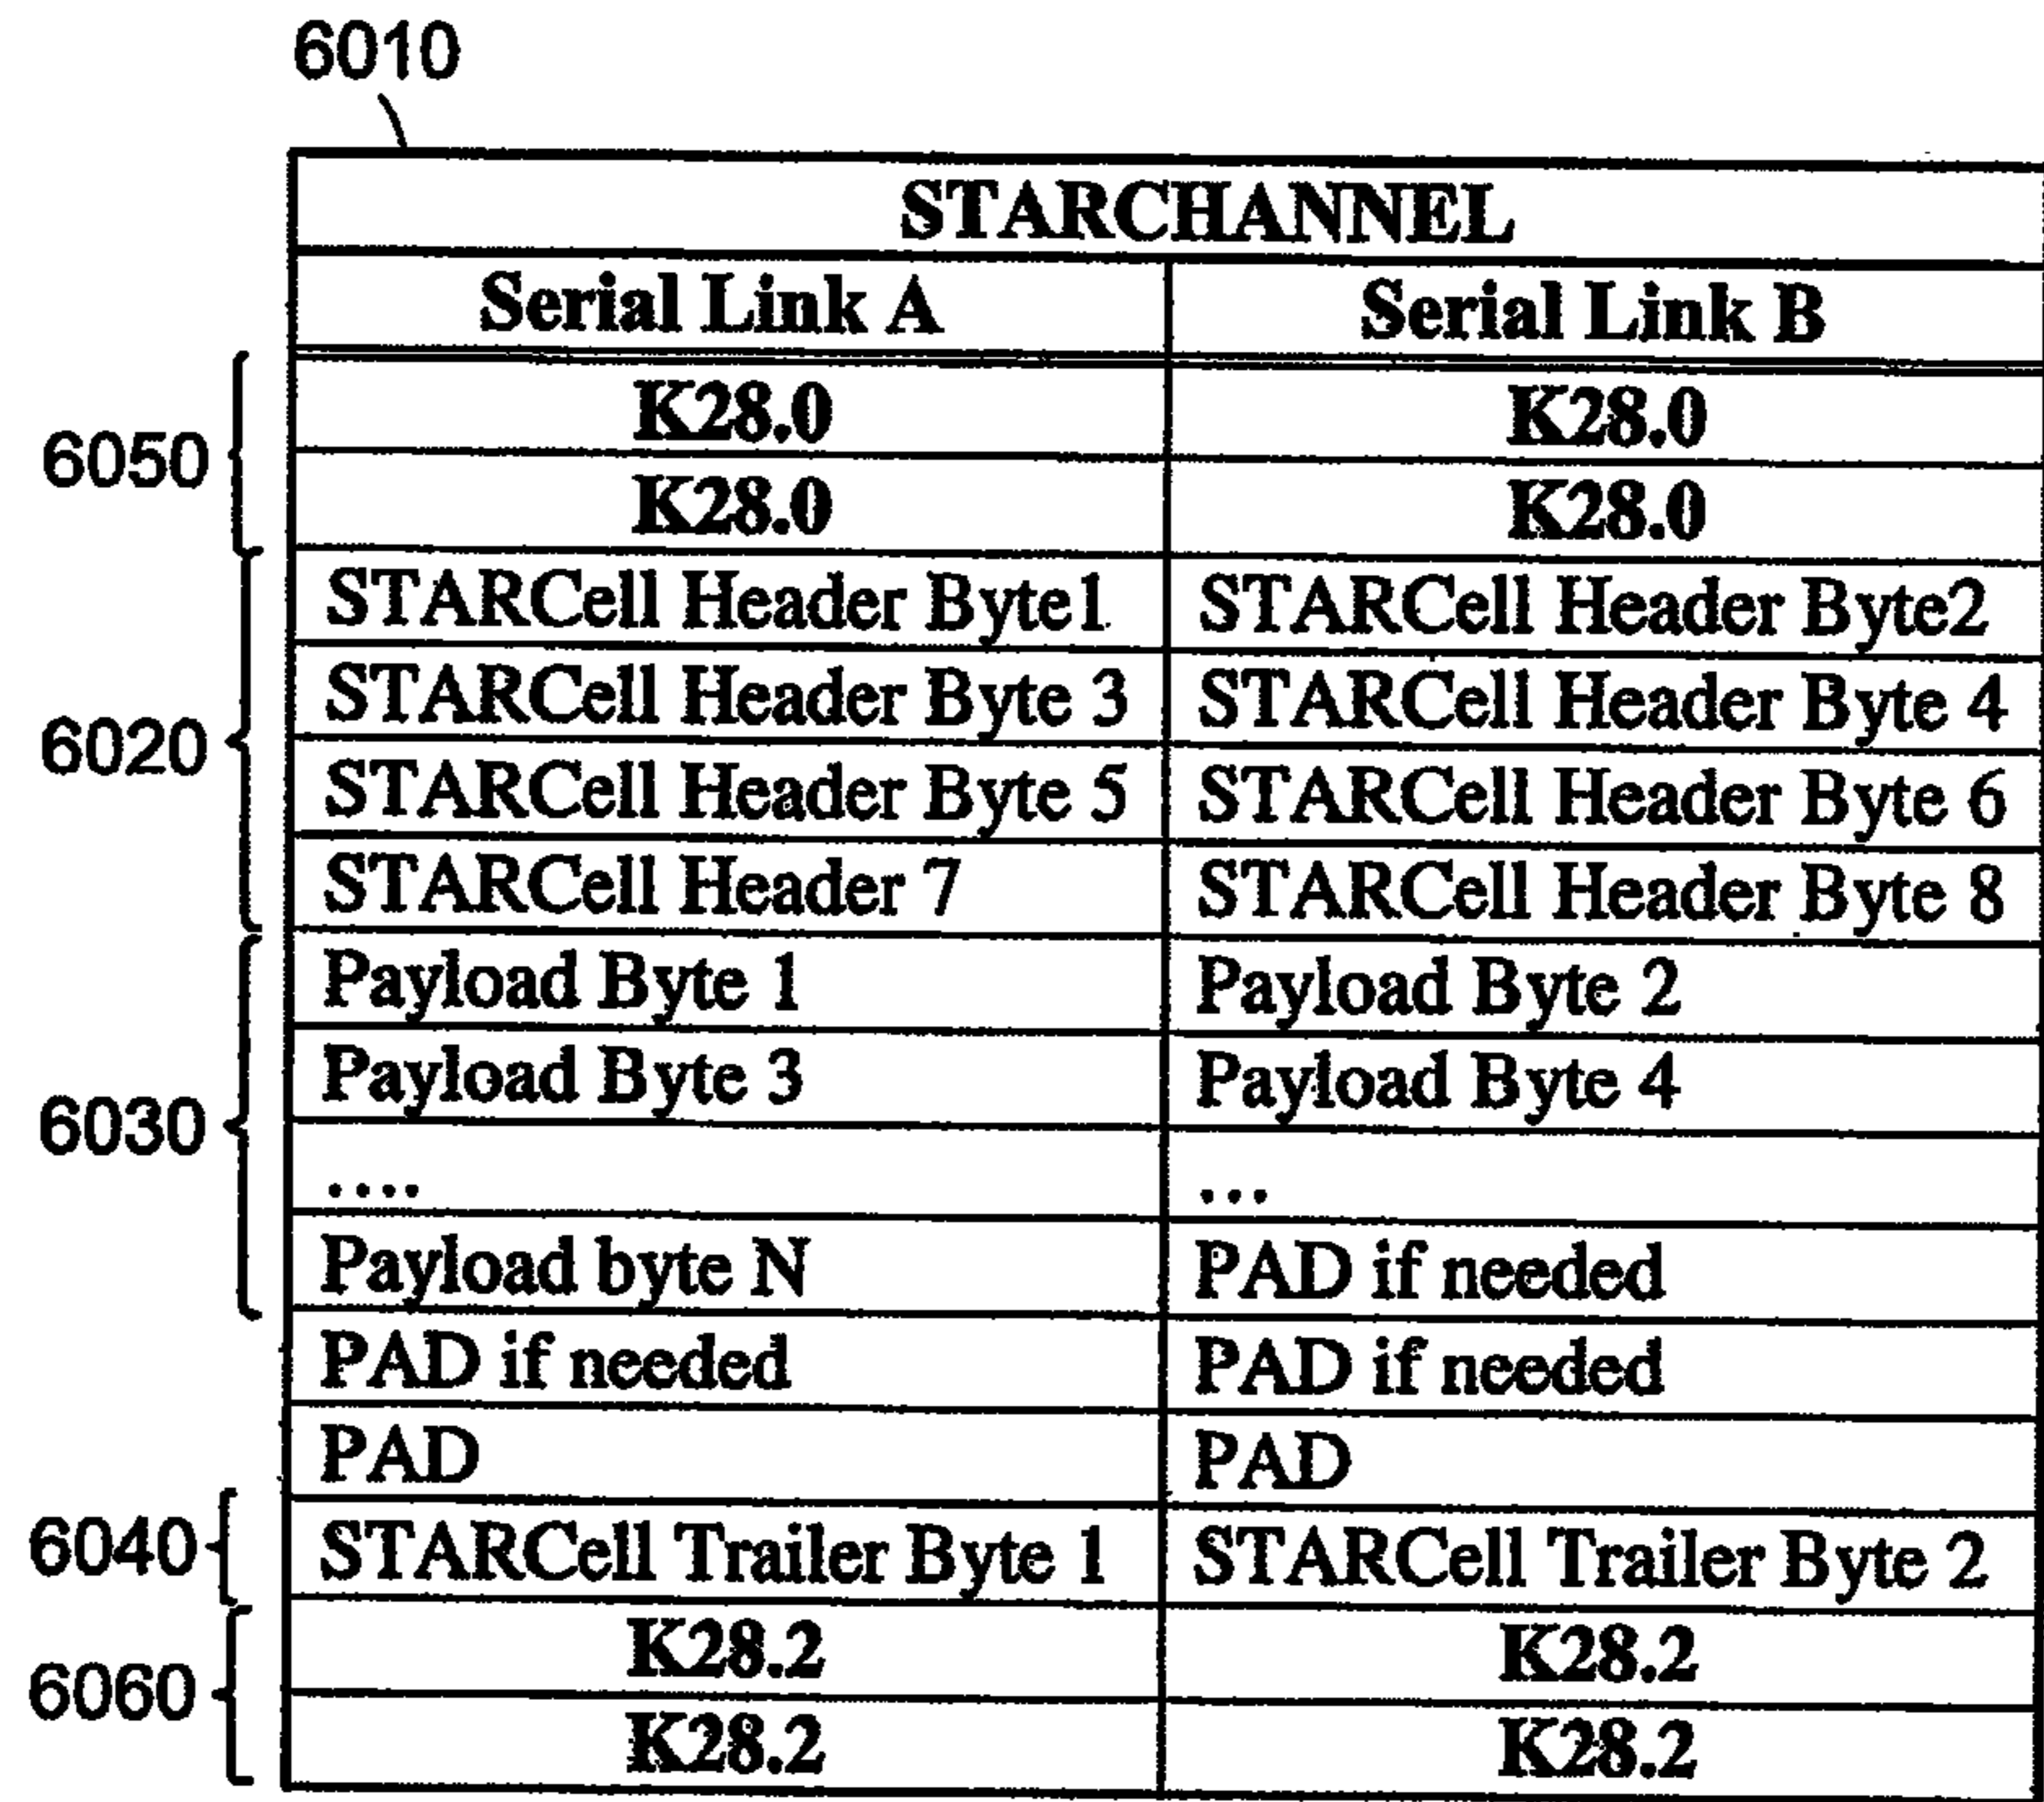 6010
STARCHANNEL
Serial Link A Serial Link B
K28.0 K28.0
6050
K28.0 K28.0
STARCell Header Byte1 STARCell Header Byte2
STARCell Header Byte 3 STARCell Header Byte 4
6020
STARCell Header Byte 5 STARCell Header Byte 6
STARCell Header 7 STARCell Header Byte 8
Payload Byte 1 Payload Byte 2
Payload Byte 3 Payload Byte 4
6030
.... ...
Payload byte N PAD if needed
PAD if needed PAD if needed
PAD PAD
6040 STARCell Trailer Byte 1 STARCell Trailer Byte 2
K28.2 K28.2
6060
K28.2 K28.2